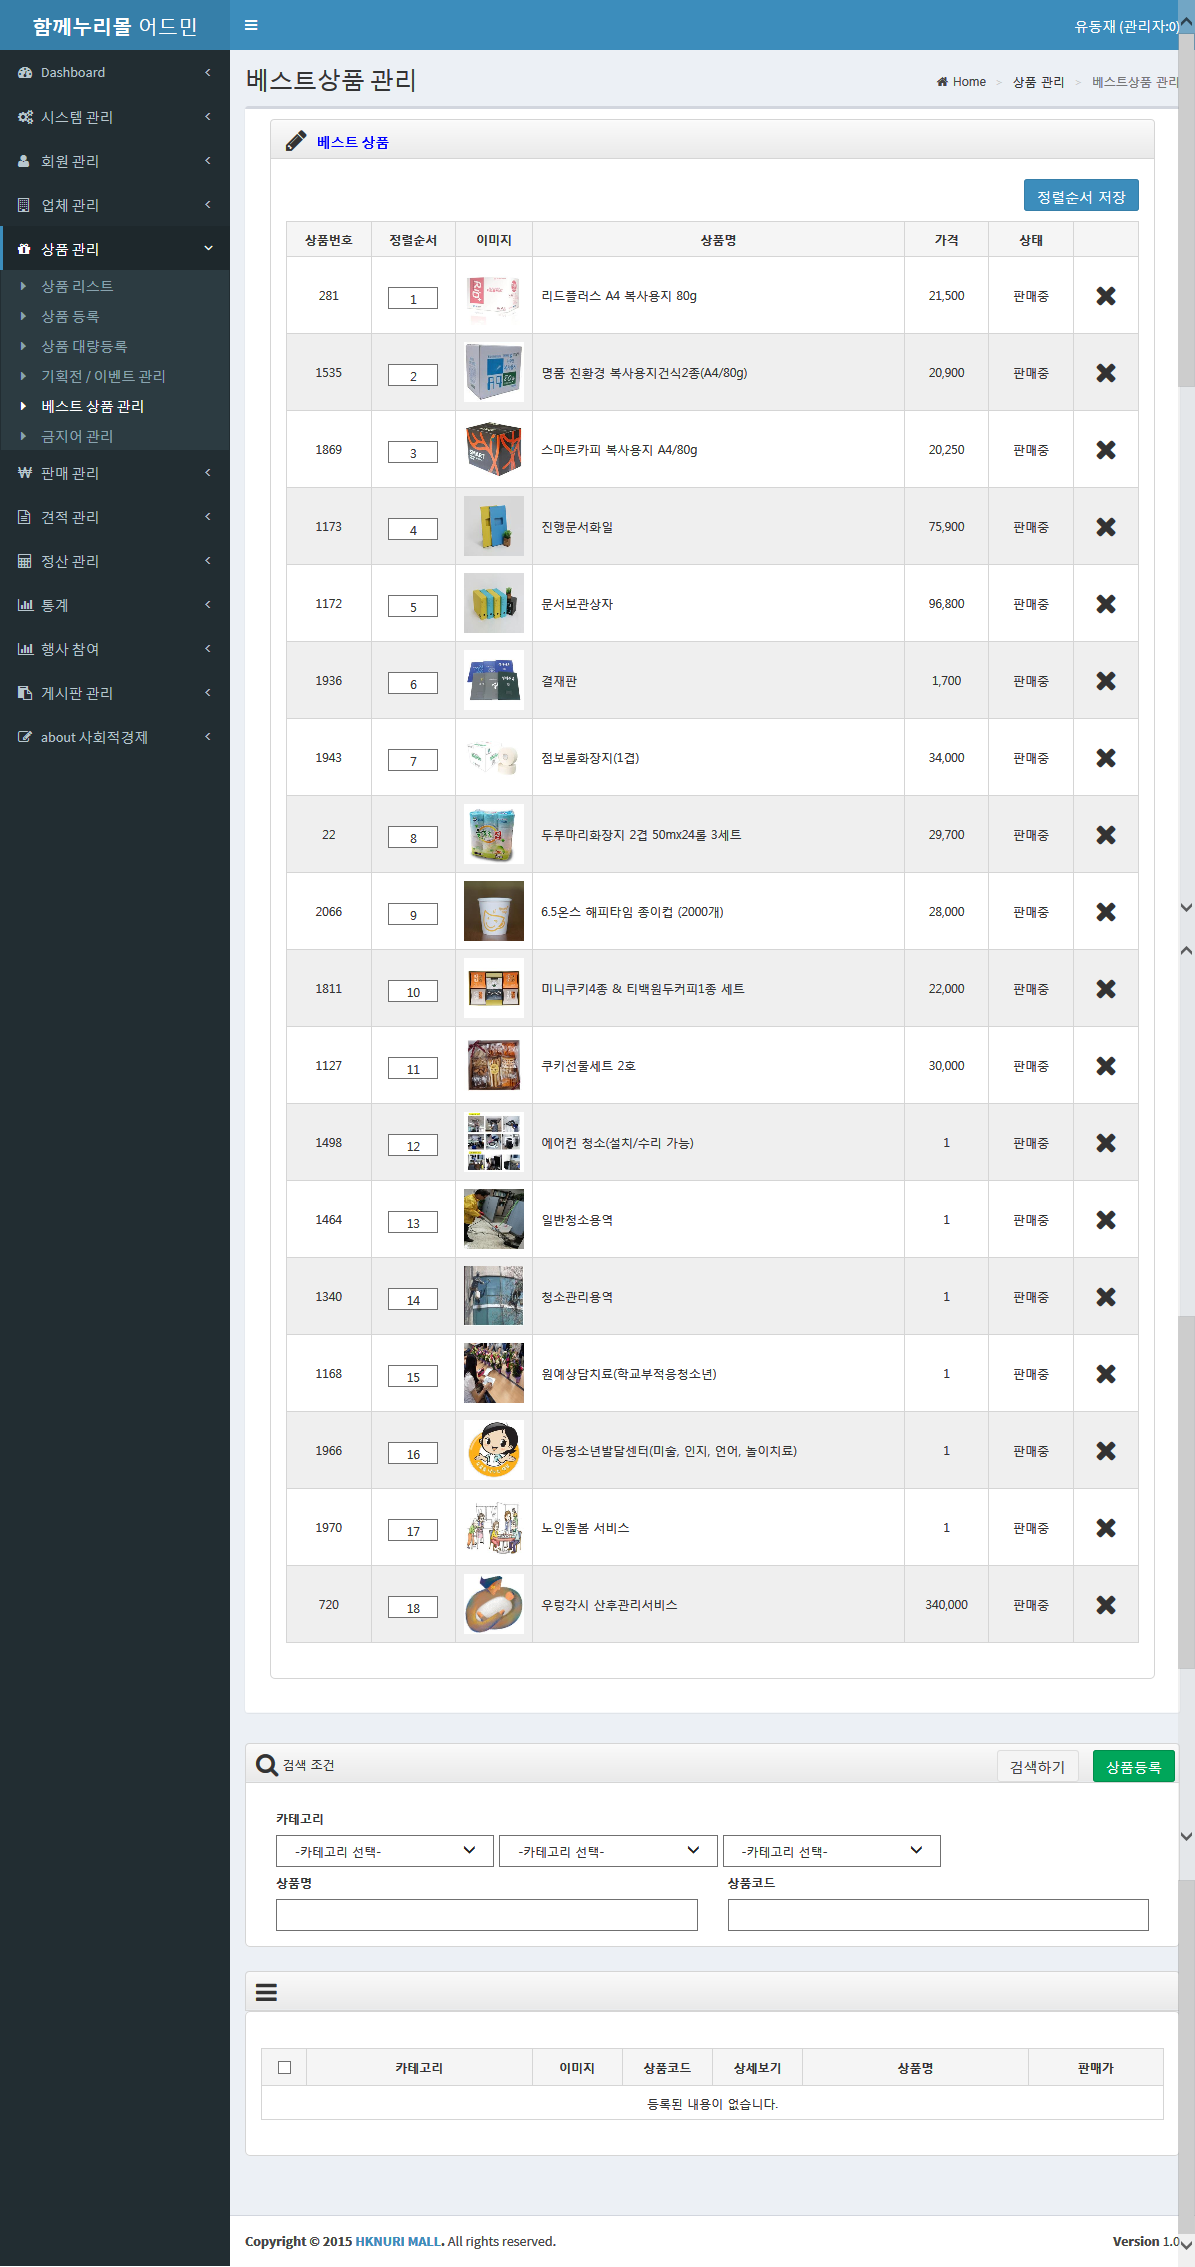 함께누리몰 어드민
유동재 (관리자:0)
Dashboard
시스템 관리
회원 관리
업체 관리
상품 관리
상품 리스트
상품 등록
상품 대량등록
기획전 / 이벤트 관리
베스트 상품 관리
금지어 관리
판매 관리
견적 관리
정산 관리
통계
행사 참여
게시판 관리
about 사회적경제
베스트상품 관리
Home > 상품 관리 > 베스트상품 관리
베스트 상품
정렬순서 저장
상품번호 정렬순서 이미지 상품명 가격 상태
281 1 리드플러스 A4 복사용지 80g 21,500 판매중
1535 2 명품 친환경 복사용지건식2종(A4/80g) 20,900 판매중
1869 3 스마트카피 복사용지 A4/80g 20,250 판매중
1173 4 진행문서화일 75,900 판매중
1172 5 문서보관상자 96,800 판매중
1936 6 결재판 1,700 판매중
1943 7 점보롤화장지(1겹) 34,000 판매중
22 8 두루마리화장지 2겹 50mx24롤 3세트 29,700 판매중
2066 9 6.5온스 해피타임 종이컵 (2000개) 28,000 판매중
1811 10 미니쿠키4종 & 티백원두커피1종 세트 22,000 판매중
1127 11 쿠키선물세트 2호 30,000 판매중
1498 12 에어컨 청소(설치/수리 가능) 1 판매중
1464 13 일반청소용역 1 판매중
1340 14 청소관리용역 1 판매중
1168 15 원예상담치료(학교부적응청소년) 1 판매중
1966 16 아동청소년발달센터(미술, 인지, 언어, 놀이치료) 1 판매중
1970 17 노인돌봄 서비스 1 판매중
720 18 우렁각시 산후관리서비스 340,000 판매중
검색 조건
검색하기 상품등록
카테고리
-카테고리 선택- -카테고리 선택- -카테고리 선택-
상품명 상품코드
카테고리 이미지 상품코드 상세보기 상품명 판매가
등록된 내용이 없습니다.
Copyright © 2015 HKNURI MALL. All rights reserved.
Version 1.0